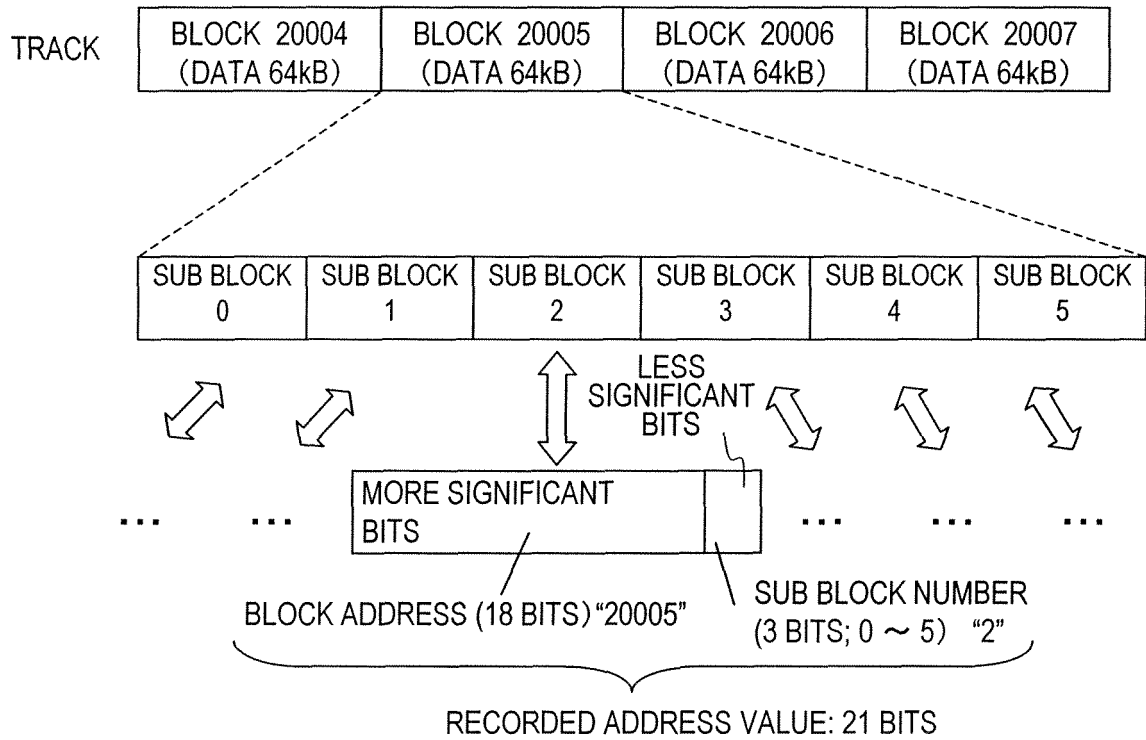 TRACK
BLOCK 20004 BLOCK 20005 BLOCK 20006 BLOCK 20007
(DATA 64kB) (DATA 64kB) (DATA 64kB) (DATA 64kB)
SUB BLOCK SUB BLOCK SUB BLOCK SUB BLOCK SUB BLOCK SUB BLOCK
0 1 2 3 4 5
LESS
SIGNIFICANT
BITS
MORE SIGNIFICANT
BITS
... ... ... ... ...
BLOCK ADDRESS (18 BITS) “20005”
SUB BLOCK NUMBER
(3 BITS; 0 ～ 5) “2”
RECORDED ADDRESS VALUE: 21 BITS